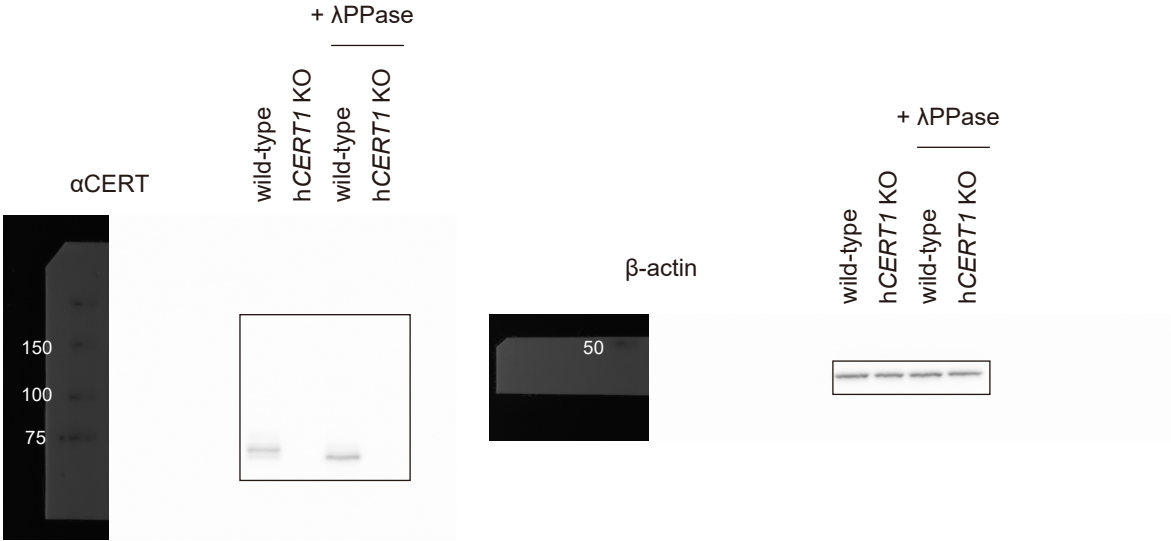 + λPPase
wild-type
hCERT1 KO
wild-type
hCERT1 KO
αCERT
150
100
75
+ λPPase
wild-type
hCERT1 KO
wild-type
hCERT1 KO
β-actin
50